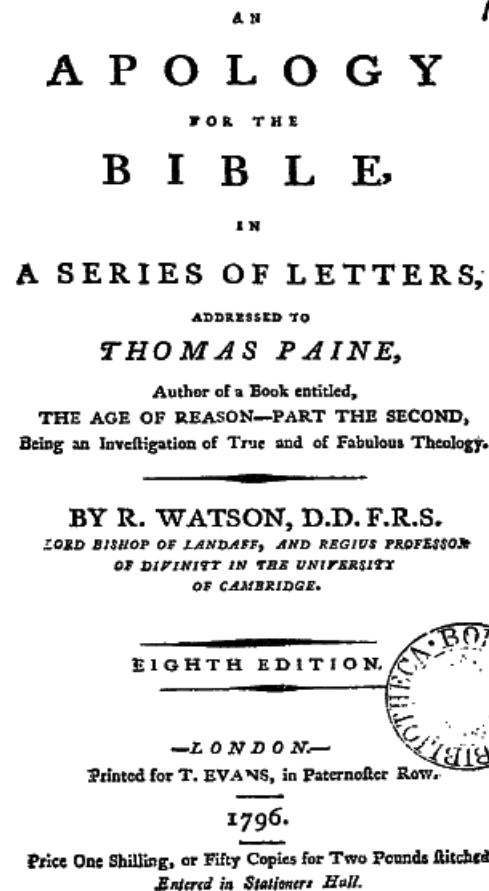 AN
APOLOGY
FOR THE
BIBLE,
IN
A SERIES OF LETTERS,
ADDRESSED TO
THOMAS PAINE,
Author of a Book entitled,
THE AGE OF REASON—PART THE SECOND,
Being an Inveſtigation of True and of Fabulous Theology.
BY R. WATSON, D.D. F.R.S.
LORD BISHOP OF LANDAFF, AND REGIUS PROFESSOR
OF DIVINITY IN THE UNIVERSITY
OF CAMBRIDGE.
EIGHTH EDITION.
BIBLIOTHECA·BO
—LONDON.—
Printed for T. EVANS, in Paternoſter Row.
1796.
Price One Shilling, or Fifty Copies for Two Pounds ſtitched
Entered in Stationers Hall.